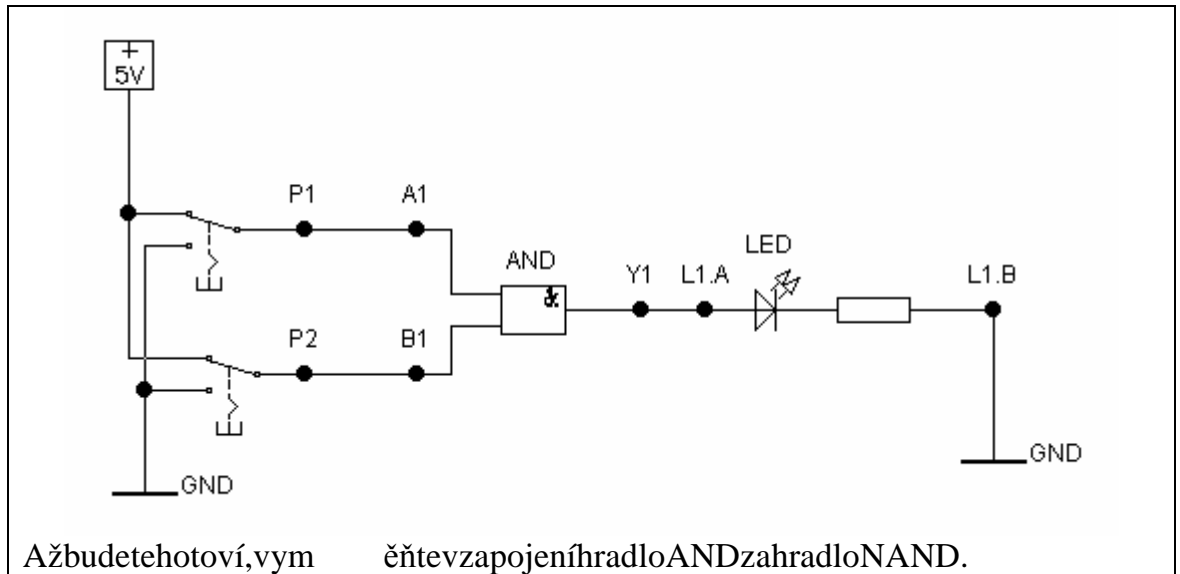 +
5V
P1 A1
AND
LED
Y1 L1.A L1.B
P2 B1
&
GND
GND
Ažbudetehotoví,vym ěňtevzapojeníhradloANDzahradloNAND.